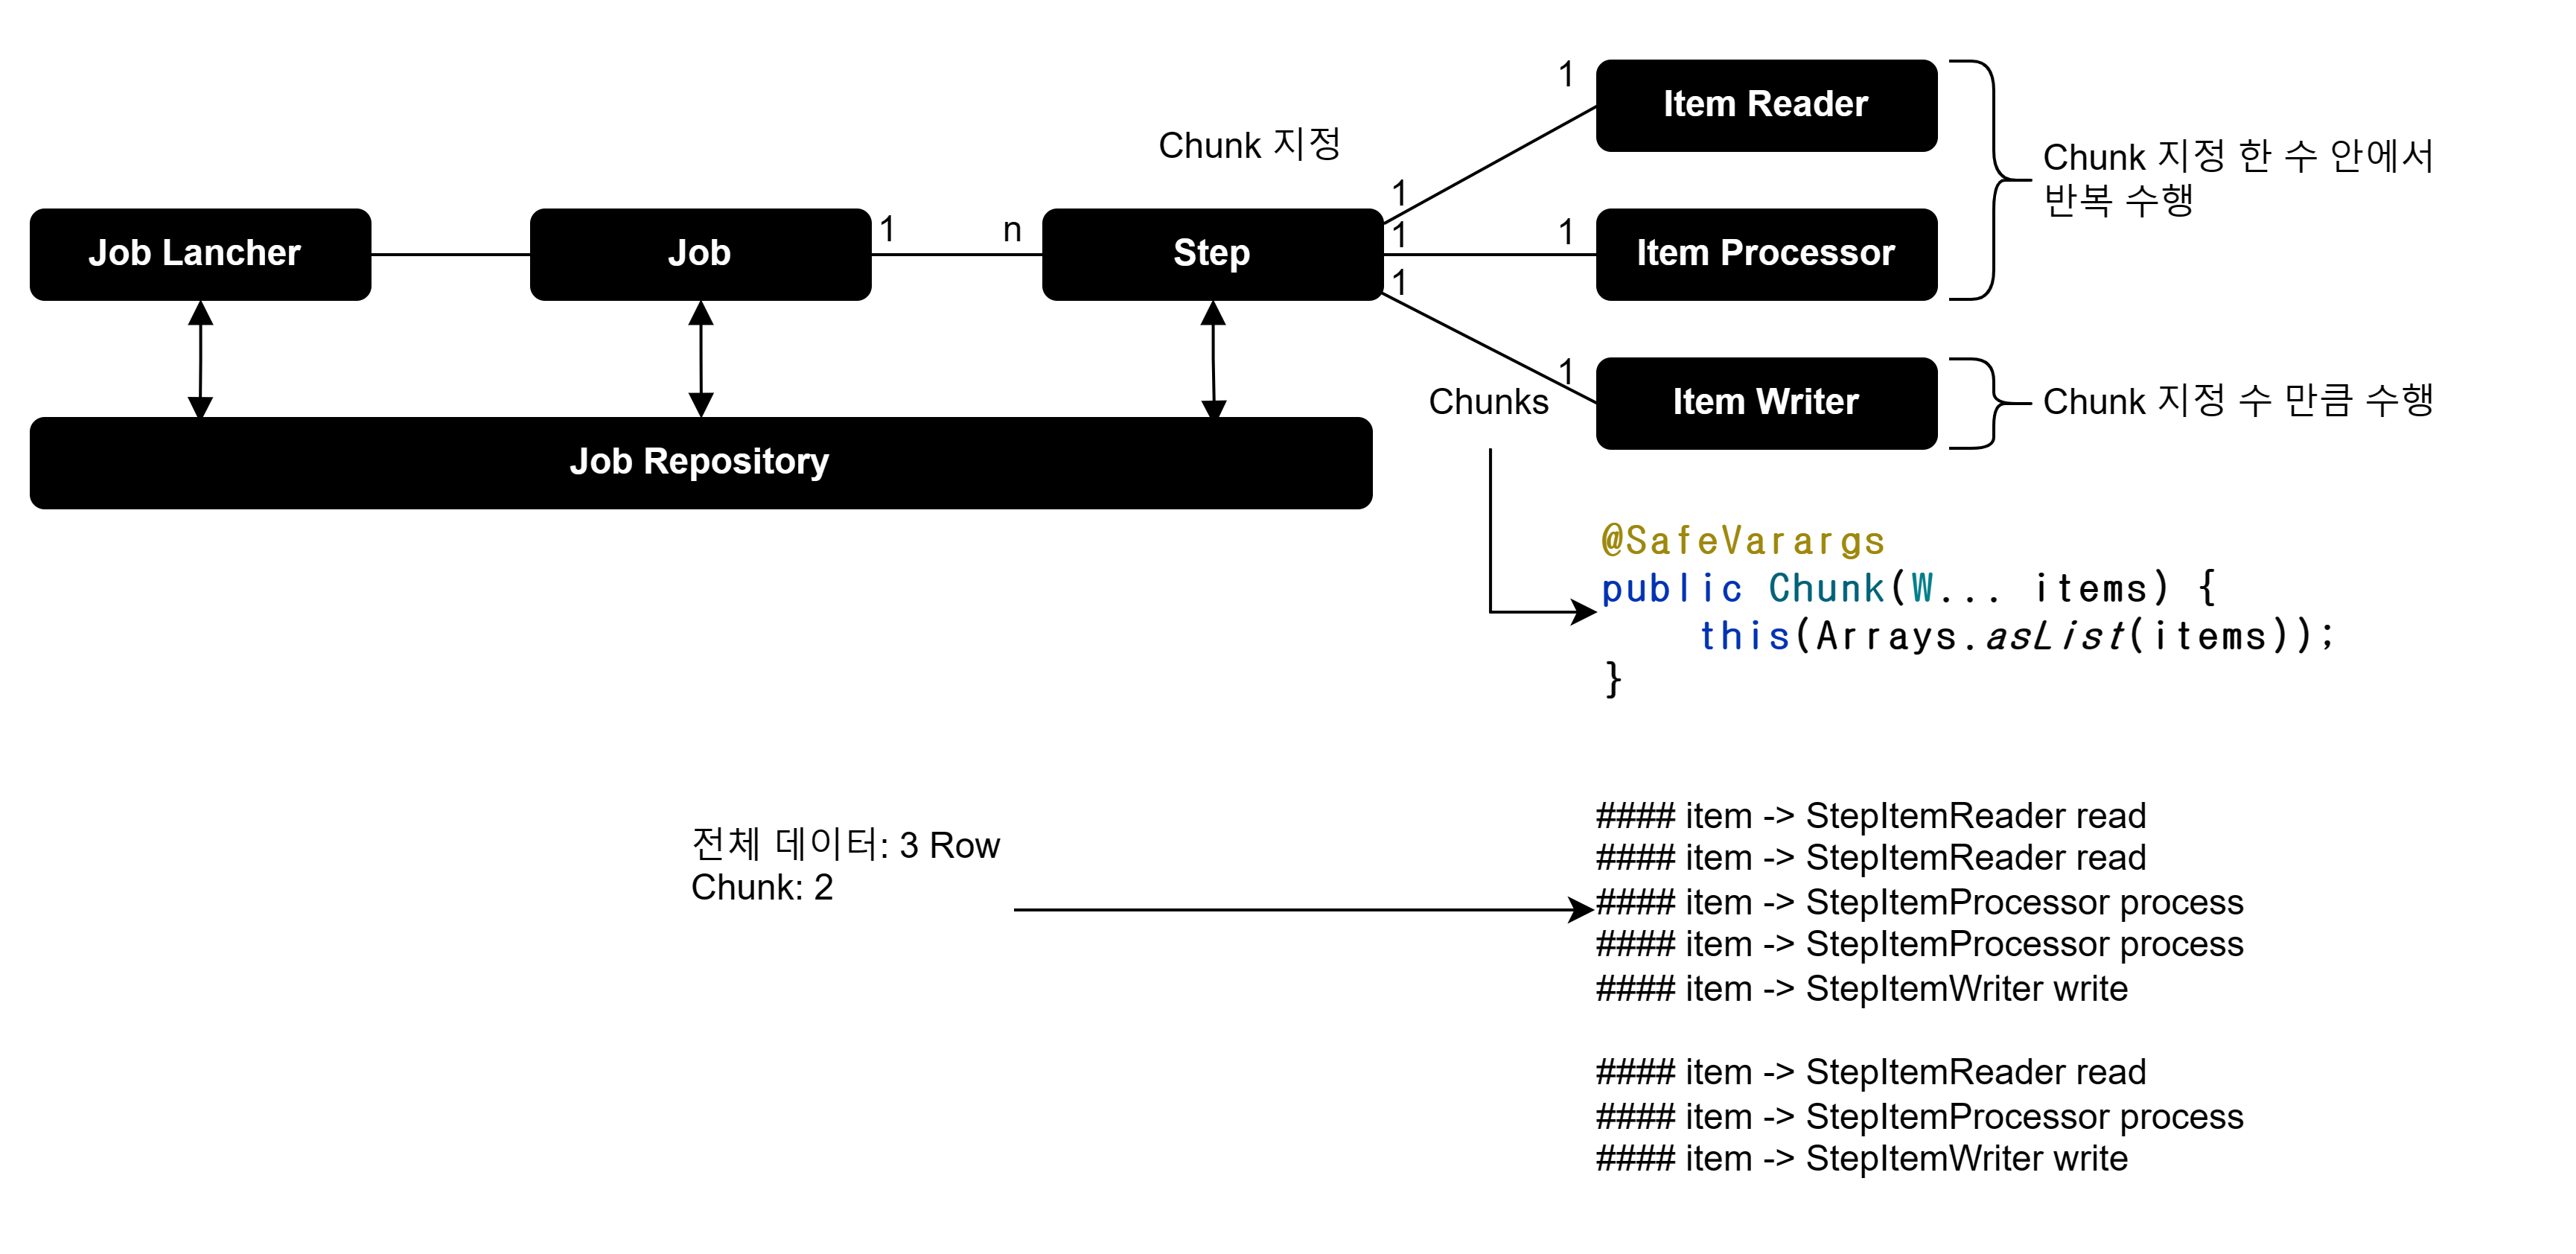 1
Item Reader
Chunk 지정
Chunk 지정 한 수 안에서
반복 수행
1
Job Lancher
Job
1
n
Step
1
1
Item Processor
1
1
Item Writer
Chunks
Chunk 지정 수 만큼 수행
Job Repository
@SafeVarargs
public Chunk(W... items) {
this(Arrays.asList(items));
}
전체 데이터: 3 Row
Chunk: 2
#### item -> StepItemReader read
#### item -> StepItemReader read
#### item -> StepItemProcessor process
#### item -> StepItemProcessor process
#### item -> StepItemWriter write
#### item -> StepItemReader read
#### item -> StepItemProcessor process
#### item -> StepItemWriter write